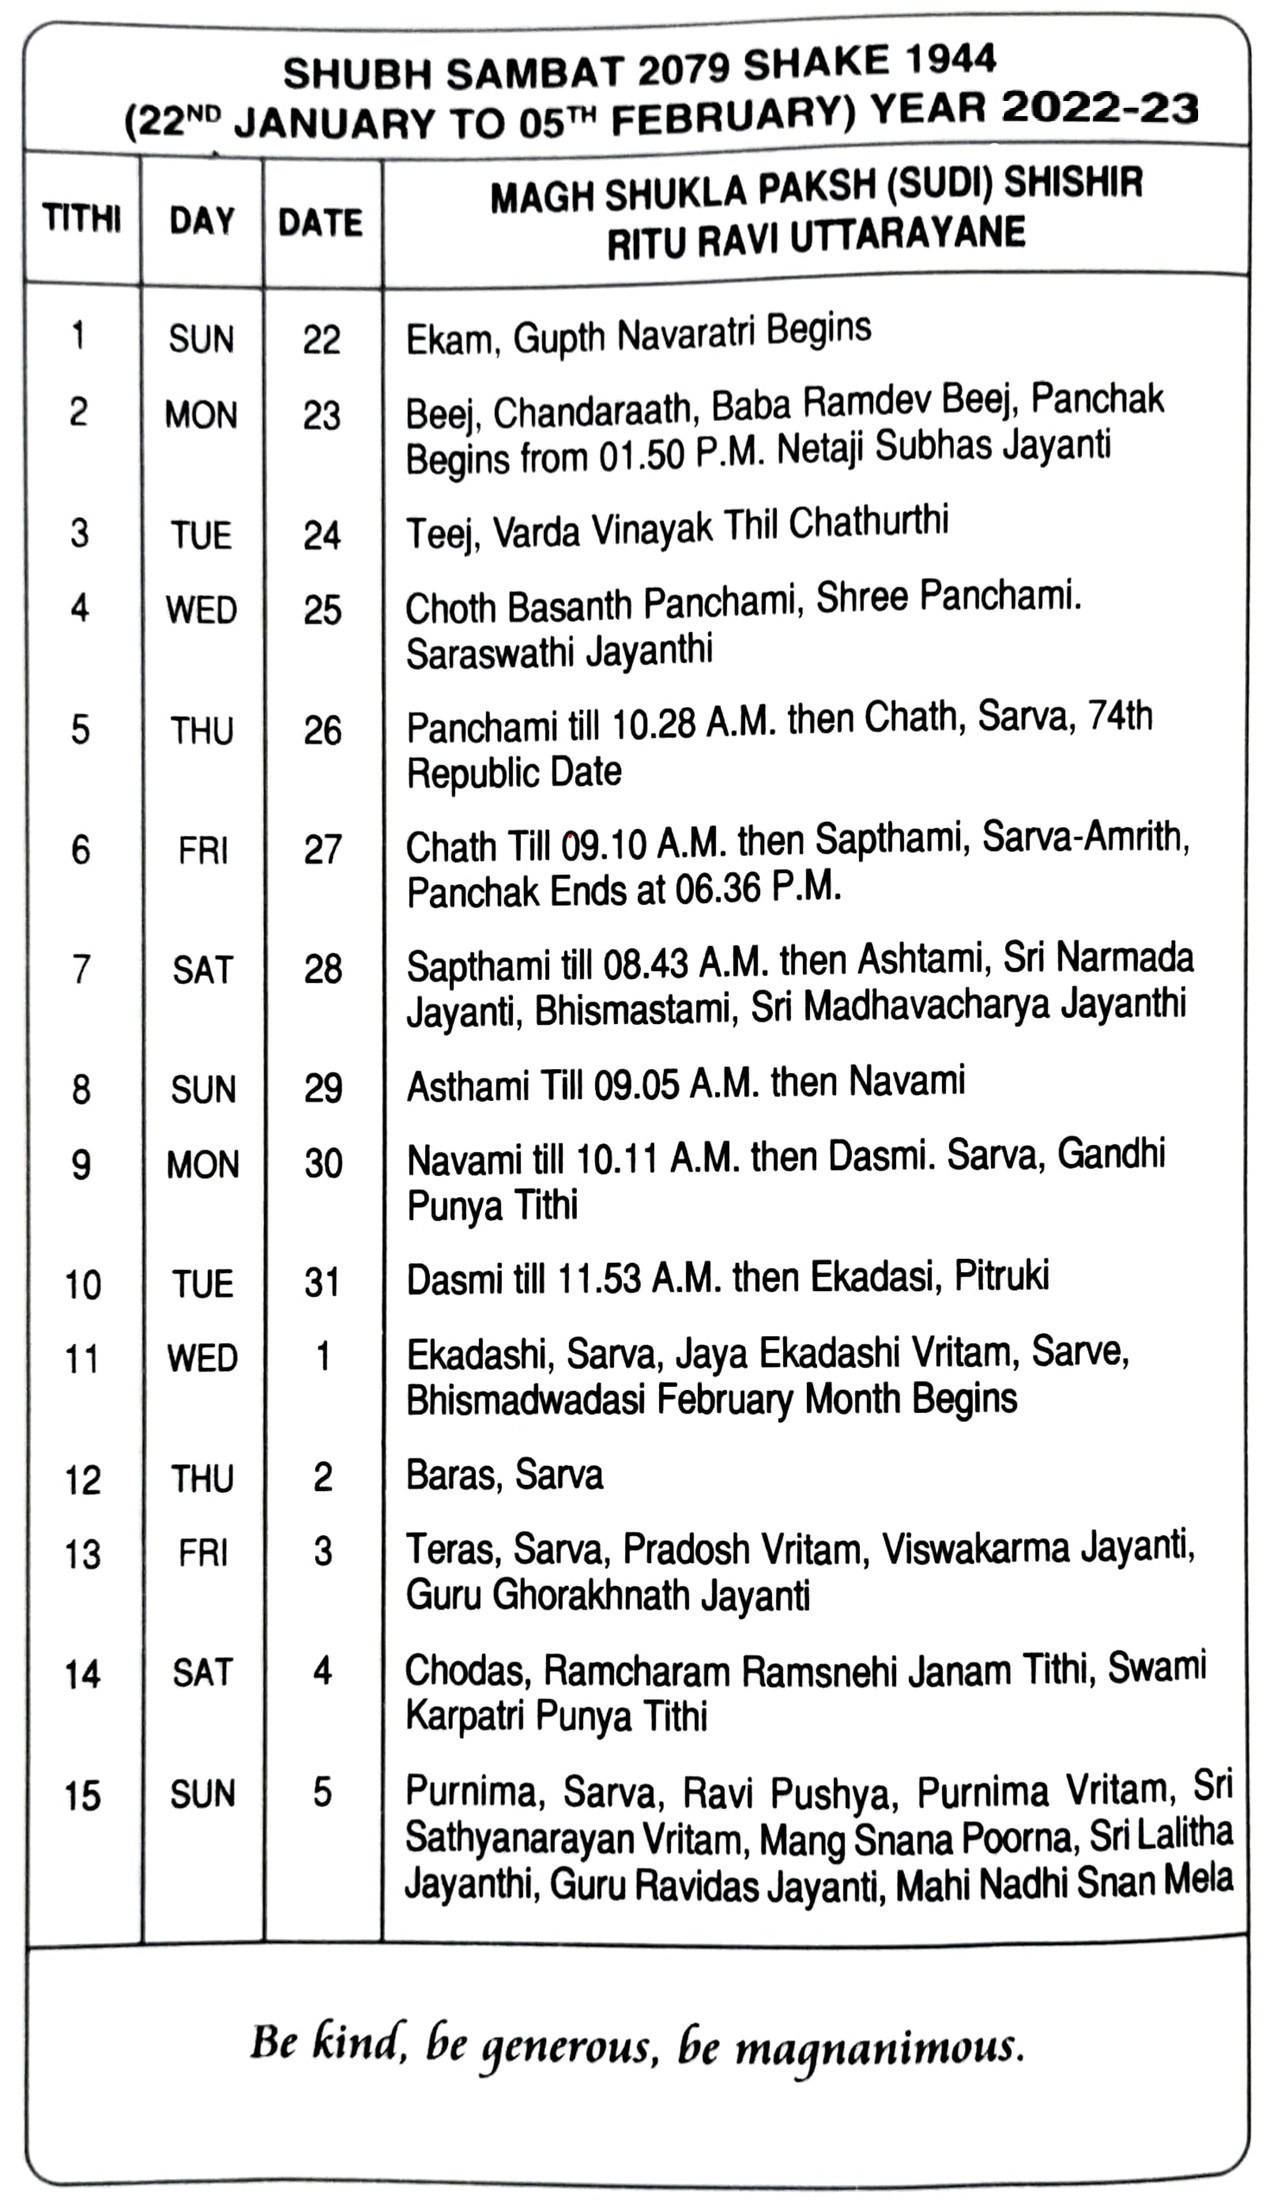 SHUBH SAMBAT 2079 SHAKE 1944
(22ND JANUARY TO 05TH FEBRUARY) YEAR 2022-23
TITHI DAY DATE MAGH SHUKLA PAKSH (SUDI) SHISHIR
RITU RAVI UTTARAYANE
1 SUN 22 Ekam, Gupth Navaratri Begins
2 MON 23 Beej, Chandaraath, Baba Ramdev Beej, Panchak
Begins from 01.50 P.M. Netaji Subhas Jayanti
3 TUE 24 Teej, Varda Vinayak Thil Chathurthi
4 WED 25 Choth Basanth Panchami, Shree Panchami.
Saraswathi Jayanthi
5 THU 26 Panchami till 10.28 A.M. then Chath, Sarva, 74th
Republic Date
6 FRI 27 Chath Till 09.10 A.M. then Sapthami, Sarva-Amrith,
Panchak Ends at 06.36 P.M.
7 SAT 28 Sapthami till 08.43 A.M. then Ashtami, Sri Narmada
Jayanti, Bhismastami, Sri Madhavacharya Jayanthi
8 SUN 29 Asthami Till 09.05 A.M. then Navami
9 MON 30 Navami till 10.11 A.M. then Dasmi. Sarva, Gandhi
Punya Tithi
10 TUE 31 Dasmi till 11.53 A.M. then Ekadasi, Pitruki
11 WED 1 Ekadashi, Sarva, Jaya Ekadashi Vritam, Sarve,
Bhismadwadasi February Month Begins
12 THU 2 Baras, Sarva
13 FRI 3 Teras, Sarva, Pradosh Vritam, Viswakarma Jayanti,
Guru Ghorakhnath Jayanti
14 SAT 4 Chodas, Ramcharam Ramsnehi Janam Tithi, Swami
Karpatri Punya Tithi
15 SUN 5 Purnima, Sarva, Ravi Pushya, Purnima Vritam, Sri
Sathyanarayan Vritam, Mang Snana Poorna, Sri Lalitha
Jayanthi, Guru Ravidas Jayanti, Mahi Nadhi Snan Mela
Be kind, be generous, be magnanimous.